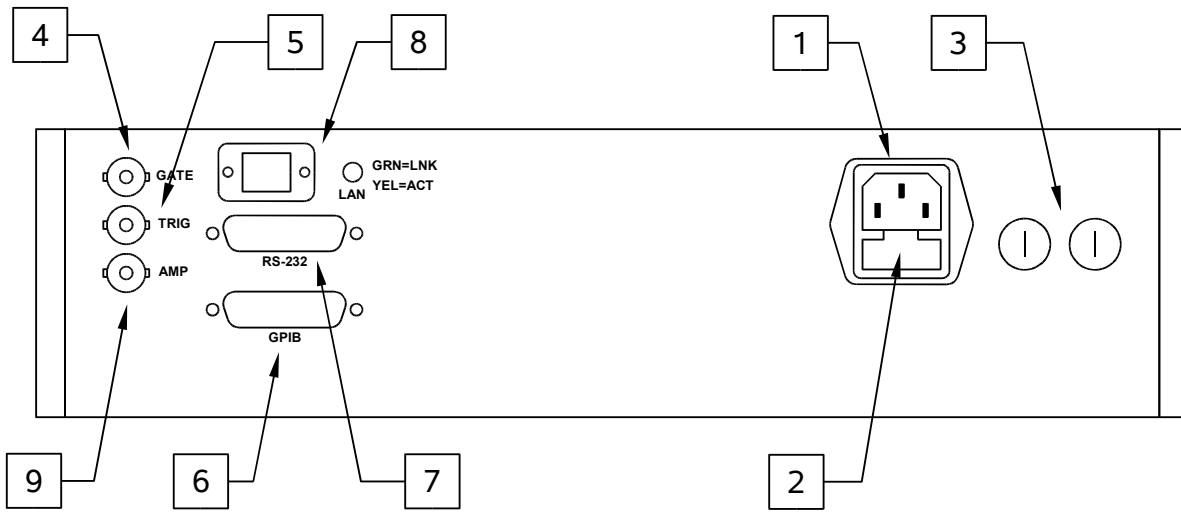 4
5
8
1
3
GATE
GRN=LNK
LAN
YEL=ACT
TRIG
RS-232
AMP
GPIB
9
6
7
2